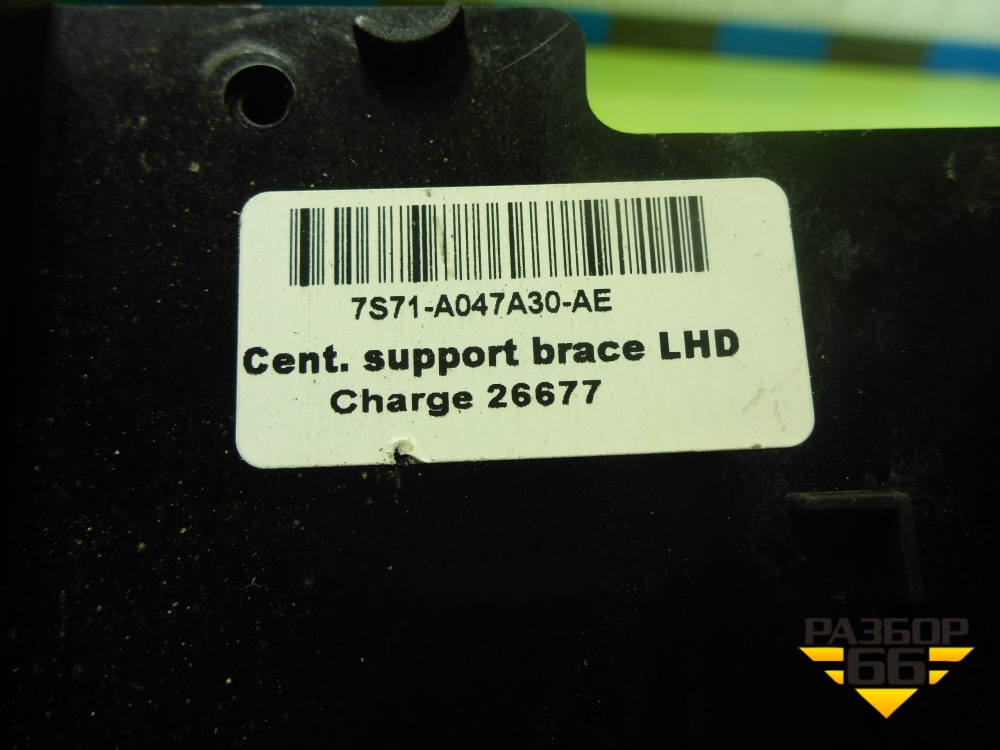 7S71-A047A30-AE
Cent. support brace LHD
Charge 26677
РАЗБОР
66